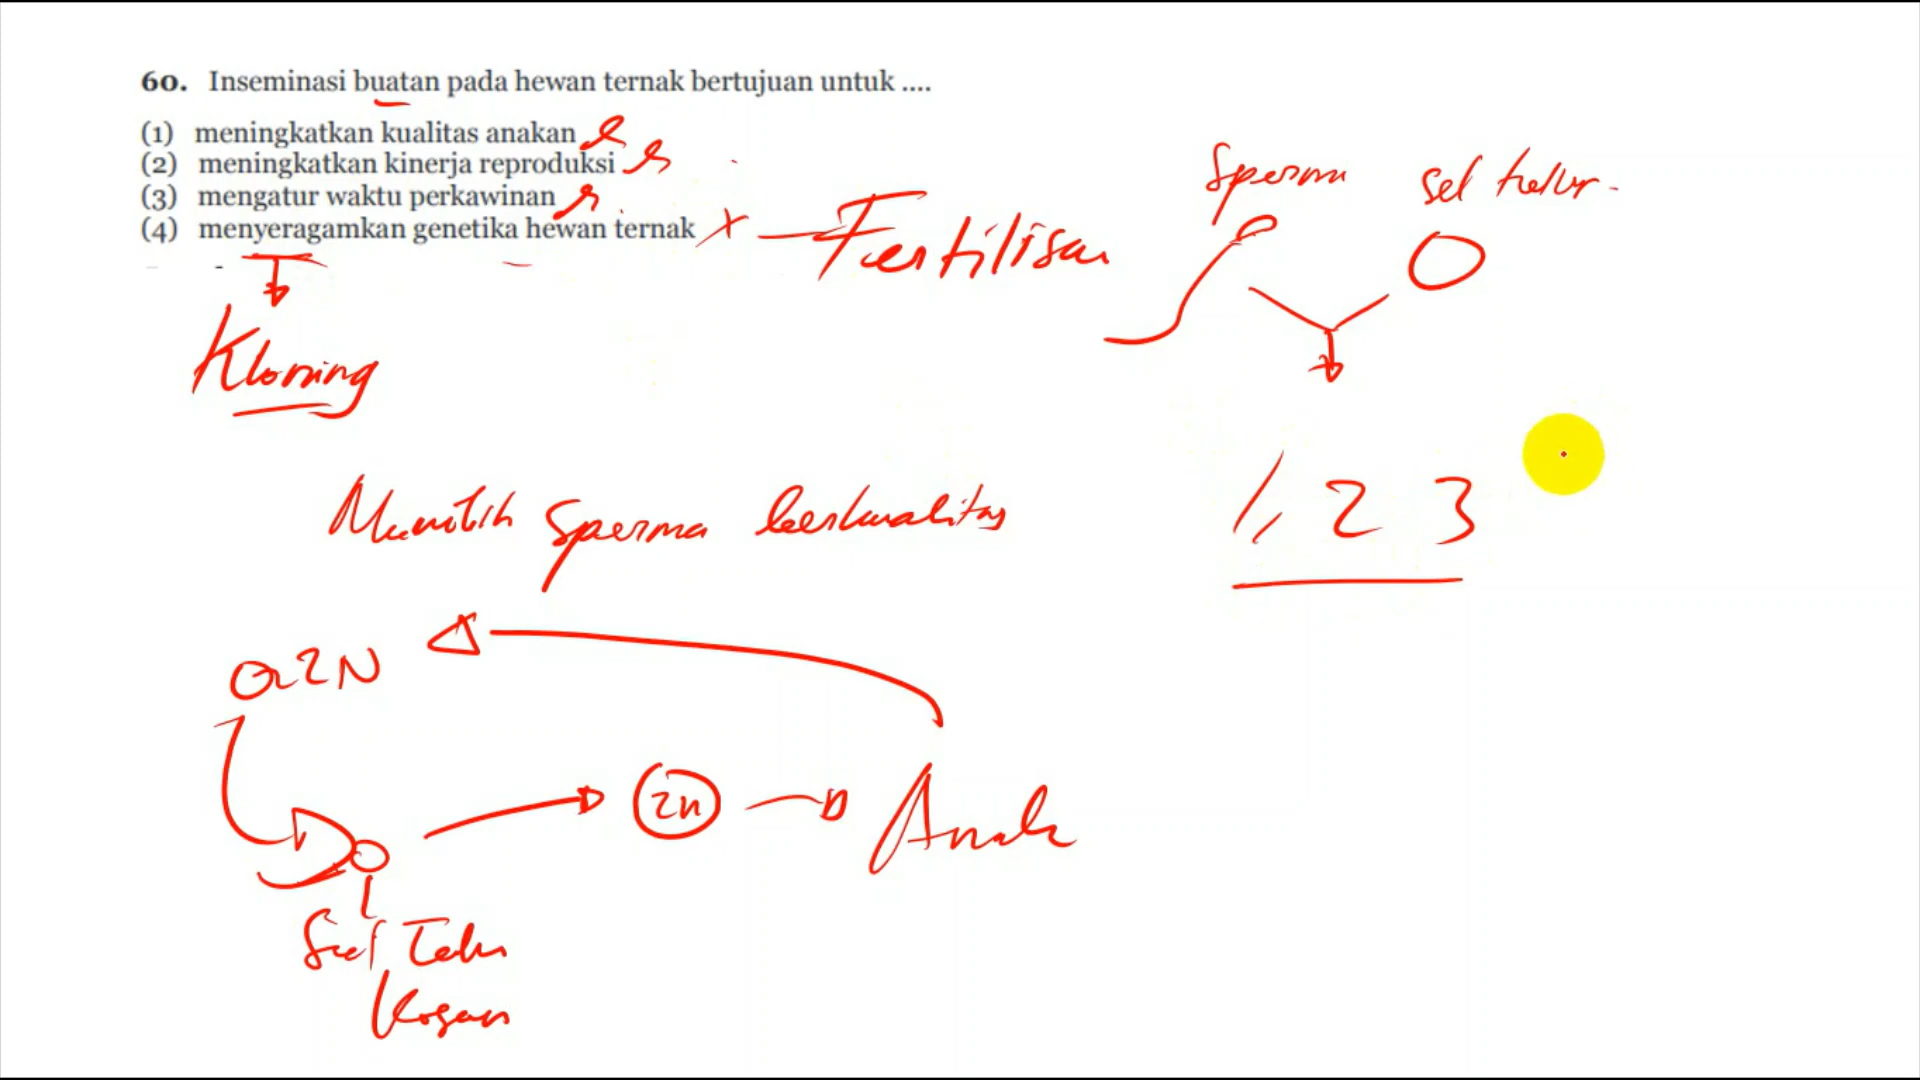 60. Inseminasi buatan pada hewan ternak bertujuan untuk ....
(1) meningkatkan kualitas anakan
(2) meningkatkan kinerja reproduksi
(3) mengatur waktu perkawinan
(4) menyeragamkan genetika hewan ternak x
Fertilisasi
Sperma sel telur
Kloning
Memilih sperma berkualitas
1, 2 3
2N
2n
Anak
Sel Telur
kosong